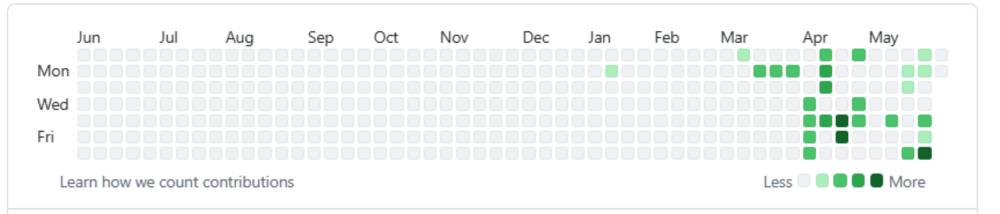 Jun Jul Aug Sep Oct Nov Dec Jan Feb Mar Apr May
Mon
Wed
Fri
Learn how we count contributions Less More